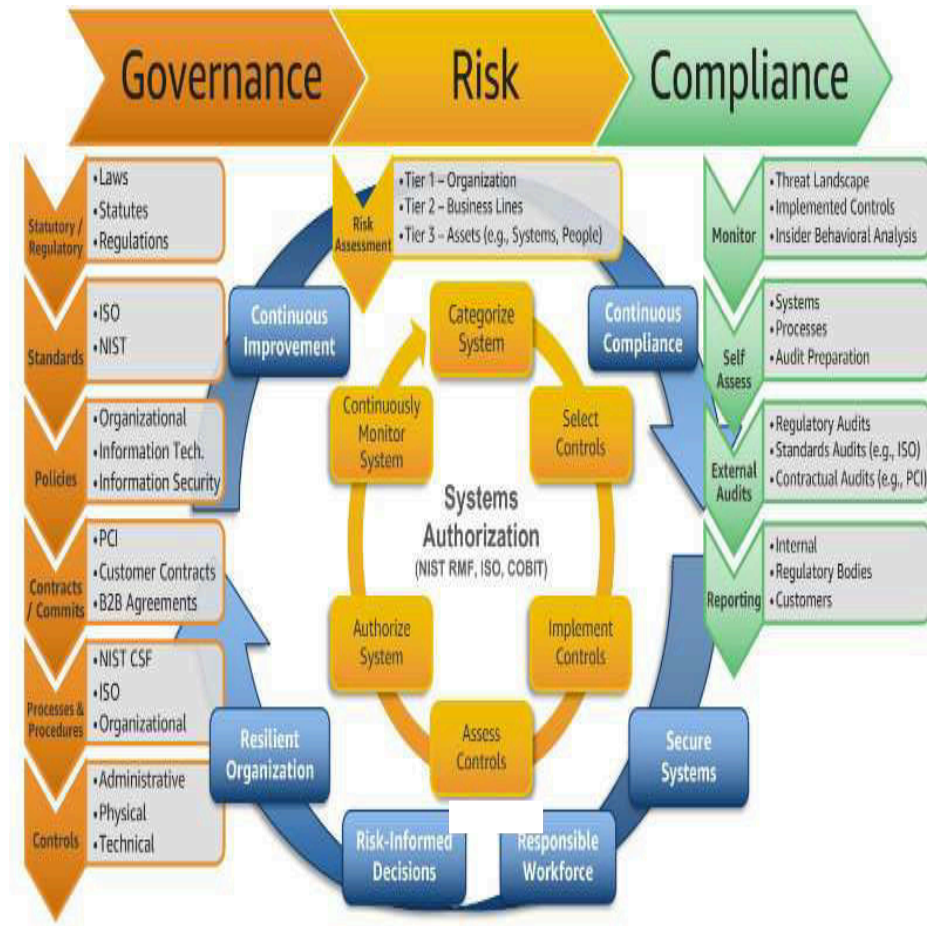 Governance
Risk
Compliance
Statutory /
Regulatory
•Laws
•Statutes
•Regulations
Standards
•ISO
•NIST
Policies
•Organizational
•Information Tech.
•Information Security
Contracts
/ Commits
•PCI
•Customer Contracts
•B2B Agreements
Processes &
Procedures
•NIST CSF
•ISO
•Organizational
Controls
•Administrative
•Physical
•Technical
Risk
Assessment
•Tier 1 – Organization
•Tier 2 – Business Lines
•Tier 3 – Assets (e.g., Systems, People)
Continuous
Improvement
Continuous
Compliance
Categorize
System
Select
Controls
Implement
Controls
Assess
Controls
Authorize
System
Continuously
Monitor
System
Systems
Authorization
(NIST RMF, ISO, COBIT)
Secure
Systems
Responsible
Workforce
Risk-Informed
Decisions
Resilient
Organization
Monitor
•Threat Landscape
•Implemented Controls
•Insider Behavioral Analysis
Self
Assess
•Systems
•Processes
•Audit Preparation
External
Audits
•Regulatory Audits
•Standards Audits (e.g., ISO)
•Contractual Audits (e.g., PCI)
Reporting
•Internal
•Regulatory Bodies
•Customers